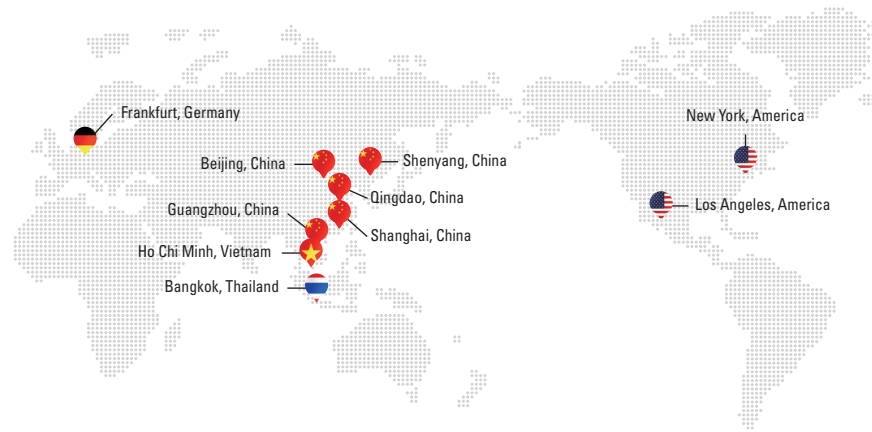 Frankfurt, Germany
New York, America
Beijing, China
Shenyang, China
Qingdao, China
Los Angeles, America
Guangzhou, China
Shanghai, China
Ho Chi Minh, Vietnam
Bangkok, Thailand